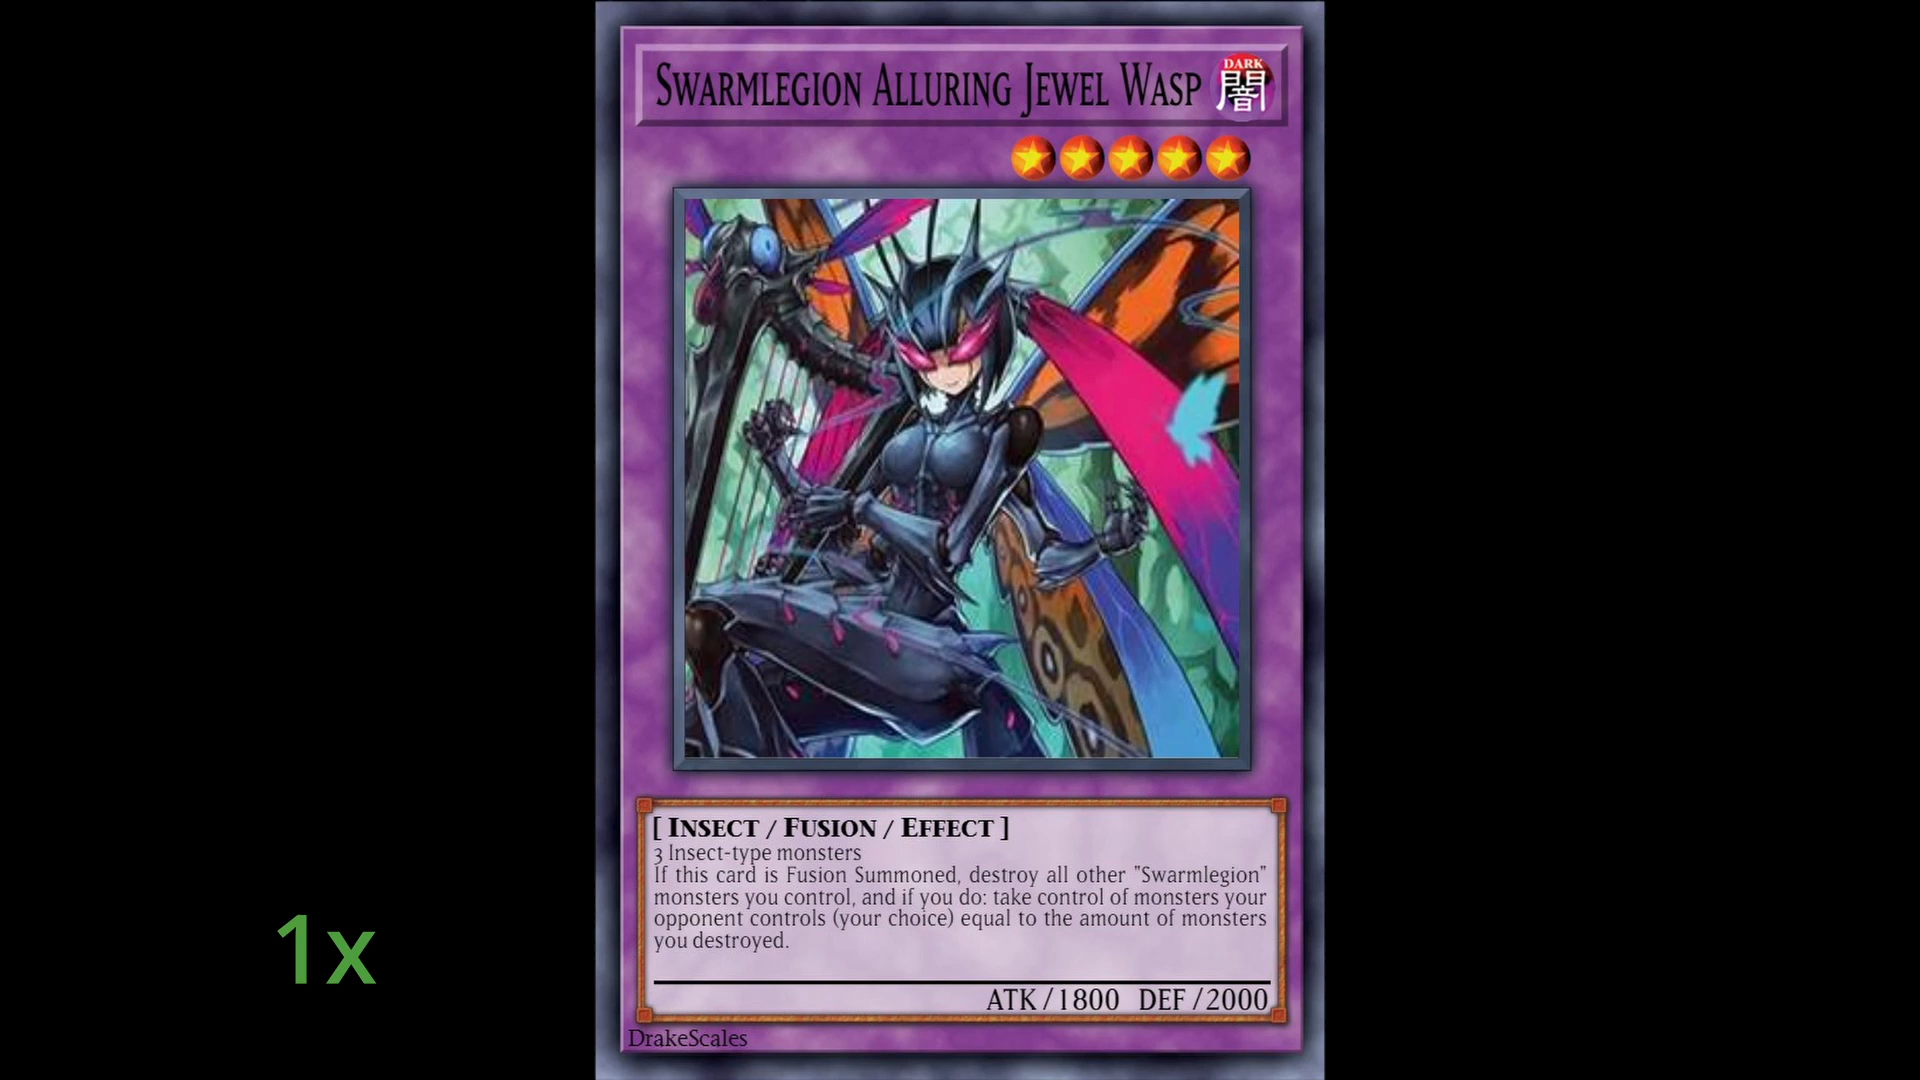 SWARMLEGION ALLURING JEWEL WASP
DARK
闇
[ INSECT / FUSION / EFFECT ]
3 Insect-type monsters
If this card is Fusion Summoned, destroy all other "Swarmlegion"
monsters you control, and if you do: take control of monsters your
opponent controls (your choice) equal to the amount of monsters
you destroyed.
ATK / 1800 DEF / 2000
DrakeScales
1x